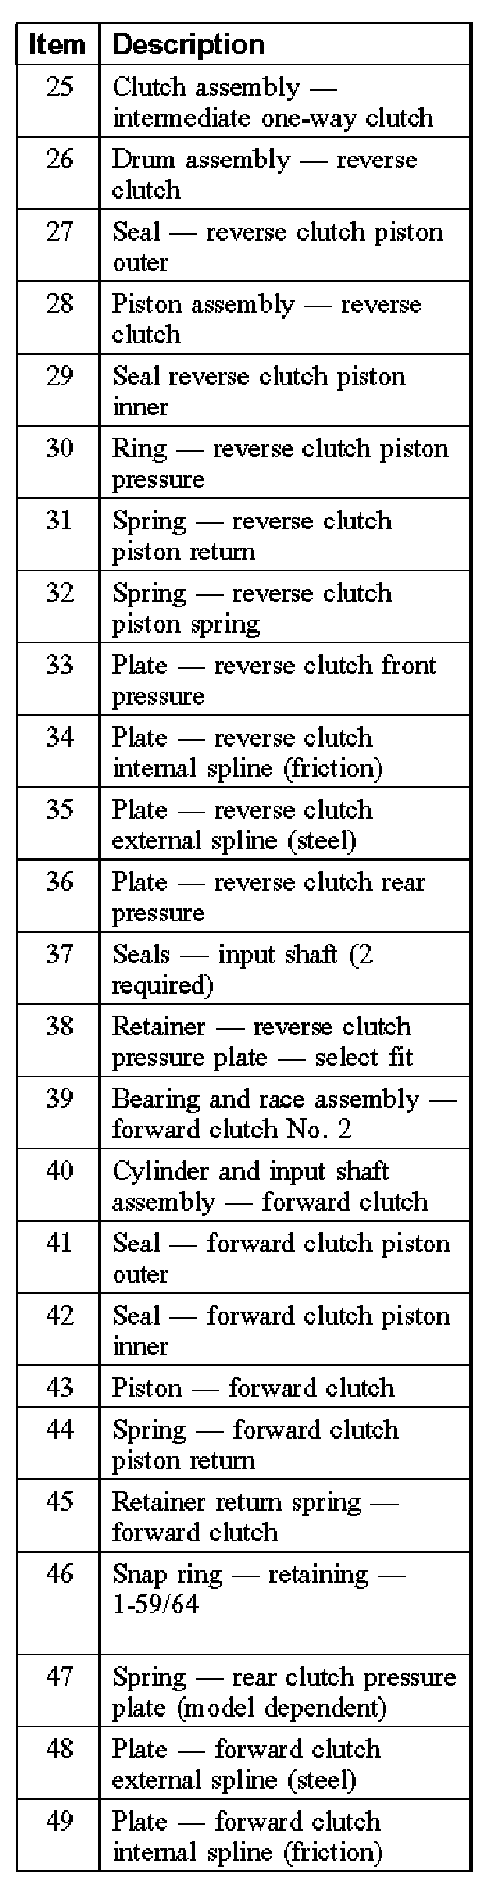 Item Description
25 Clutch assembly —
intermediate one-way clutch
26 Drum assembly — reverse
clutch
27 Seal — reverse clutch piston
outer
28 Piston assembly — reverse
clutch
29 Seal reverse clutch piston
inner
30 Ring — reverse clutch piston
pressure
31 Spring — reverse clutch
piston return
32 Spring — reverse clutch
piston spring
33 Plate — reverse clutch front
pressure
34 Plate — reverse clutch
internal spline (friction)
35 Plate — reverse clutch
external spline (steel)
36 Plate — reverse clutch rear
pressure
37 Seals — input shaft (2
required)
38 Retainer — reverse clutch
pressure plate — select fit
39 Bearing and race assembly —
forward clutch No. 2
40 Cylinder and input shaft
assembly — forward clutch
41 Seal — forward clutch piston
outer
42 Seal — forward clutch piston
inner
43 Piston — forward clutch
44 Spring — forward clutch
piston return
45 Retainer return spring —
forward clutch
46 Snap ring — retaining —
1-59/64
47 Spring — rear clutch pressure
plate (model dependent)
48 Plate — forward clutch
external spline (steel)
49 Plate — forward clutch
internal spline (friction)